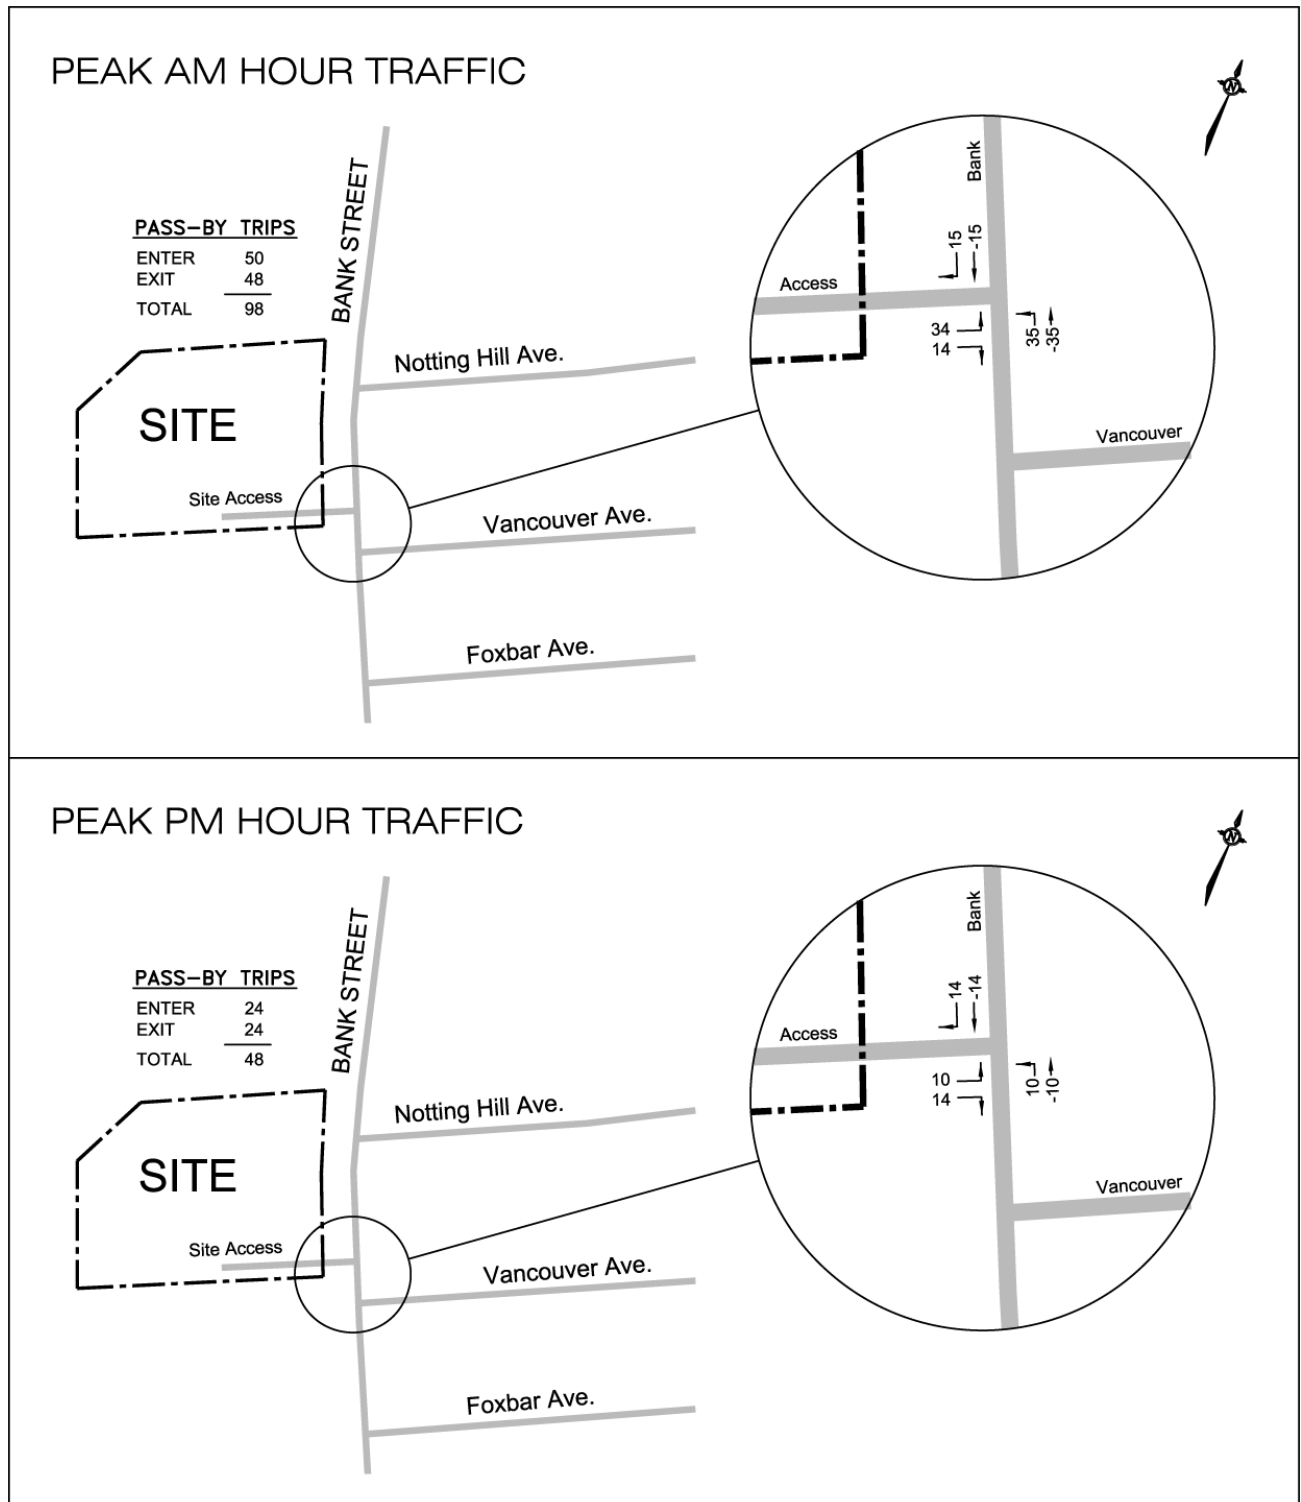 PEAK AM HOUR TRAFFIC
N
BANK STREET
PASS-BY TRIPS
ENTER 50
EXIT 48
TOTAL 98
SITE
Site Access
Notting Hill Ave.
Vancouver Ave.
Foxbar Ave.
Bank
15
-15
Access
34
14
35
-35
Vancouver
PEAK PM HOUR TRAFFIC
N
BANK STREET
PASS-BY TRIPS
ENTER 24
EXIT 24
TOTAL 48
SITE
Site Access
Notting Hill Ave.
Vancouver Ave.
Foxbar Ave.
Bank
14
-14
Access
10
14
10
-10
Vancouver